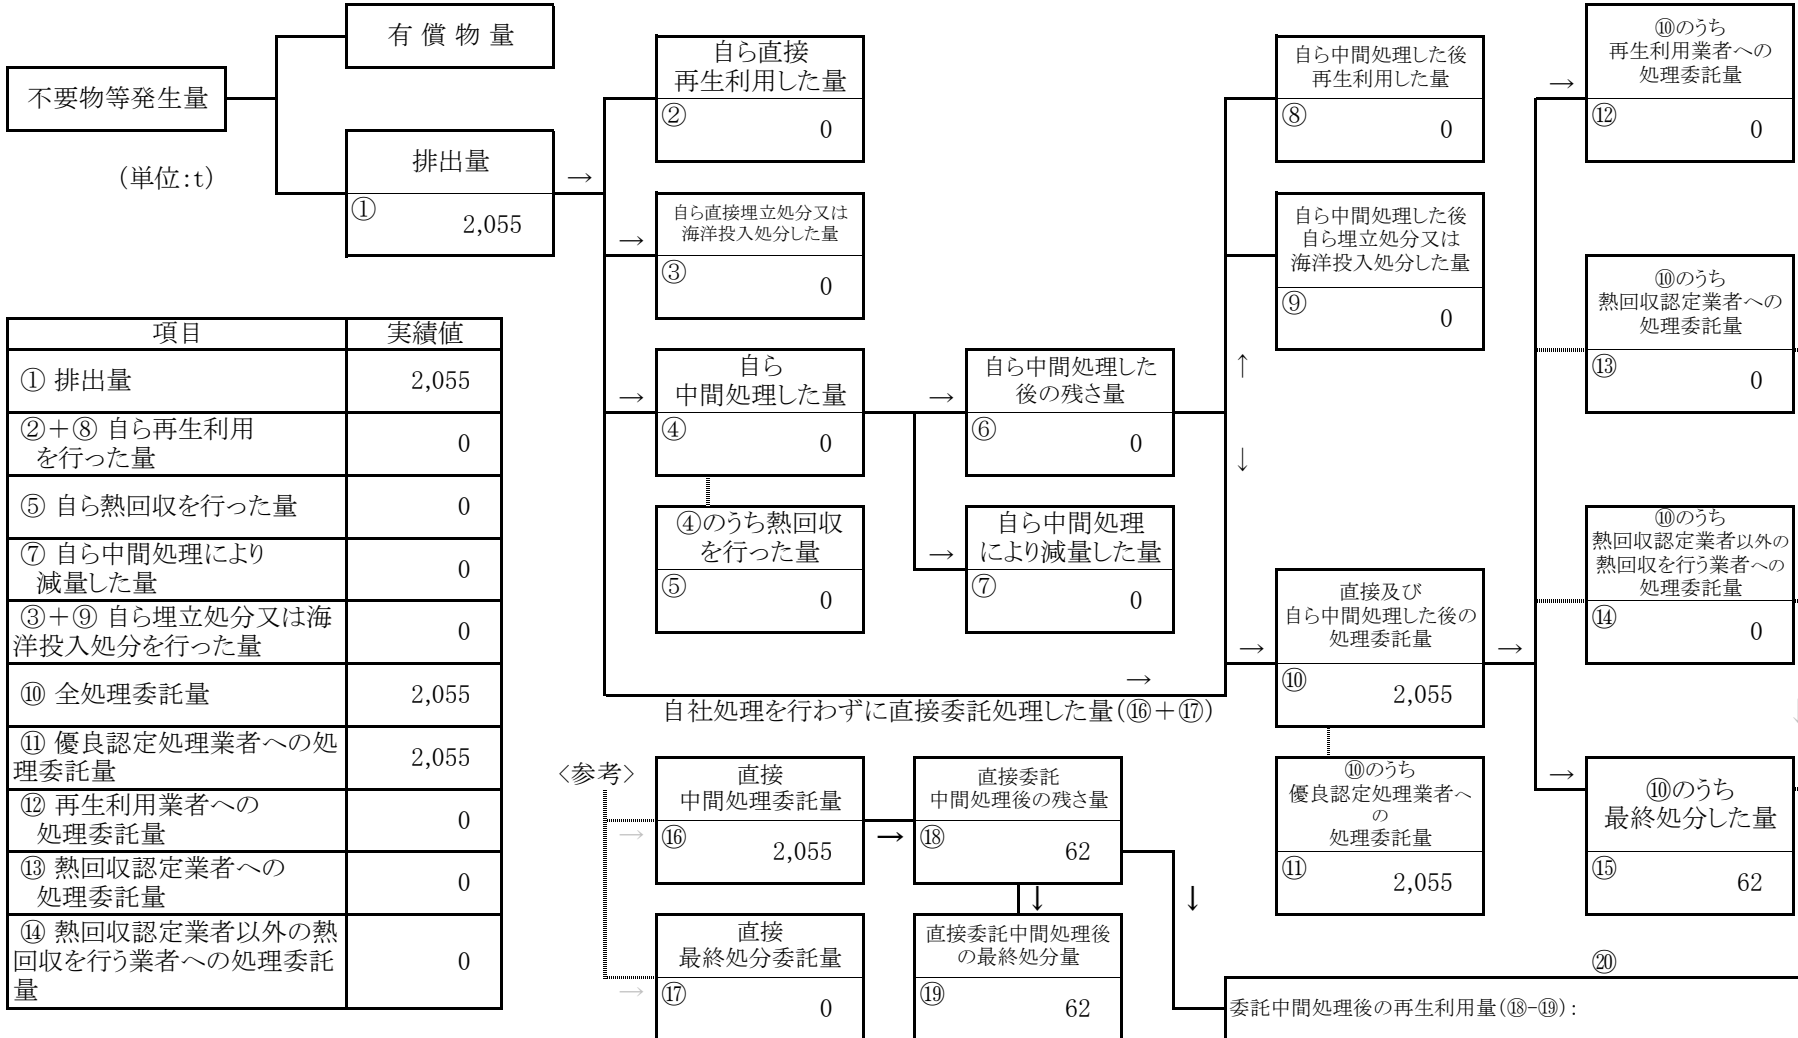 有 償 物 量
不要物等発生量
(単位:t)
排出量
①
2,055
→
自ら直接
再生利用した量
②
0
→
自ら直接埋立処分又は
海洋投入処分した量
③
0
→
自ら
中間処理した量
④
0
④のうち熱回収
を行った量
⑤
0
→
自ら中間処理した
後の残さ量
⑥
0
→
自ら中間処理
により減量した量
⑦
0
自ら中間処理した後
再生利用した量
⑧
0
自ら中間処理した後
自ら埋立処分又は
海洋投入処分した量
⑨
0
↑
↓
→
自社処理を行わずに直接委託処理した量(⑯+⑰)
→
直接及び
自ら中間処理した後の
処理委託量
⑩
2,055
⑩のうち
優良認定処理業者へ
の
処理委託量
⑪
2,055
→
→
⑩のうち
再生利用業者への
処理委託量
⑫
0
⑩のうち
熱回収認定業者への
処理委託量
⑬
0
⑩のうち
熱回収認定業者以外の
熱回収を行う業者への
処理委託量
⑭
0
→
⑩のうち
最終処分した量
⑮
62
項目 実績値
① 排出量 2,055
②+⑧ 自ら再生利用
を行った量 0
⑤ 自ら熱回収を行った量 0
⑦ 自ら中間処理により
減量した量 0
③+⑨ 自ら埋立処分又は海
洋投入処分を行った量 0
⑩ 全処理委託量 2,055
⑪ 優良認定処理業者への処
理委託量 2,055
⑫ 再生利用業者への
処理委託量 0
⑬ 熱回収認定業者への
処理委託量 0
⑭ 熱回収認定業者以外の熱
回収を行う業者への処理委託
量 0
<参考>
→
直接
中間処理委託量
⑯
2,055
→
直接委託
中間処理後の残さ量
⑱
62
→
直接
最終処分委託量
⑰
0
↓
直接委託中間処理後
の最終処分量
⑲
62
↓
⑳
委託中間処理後の再生利用量(⑱-⑲):